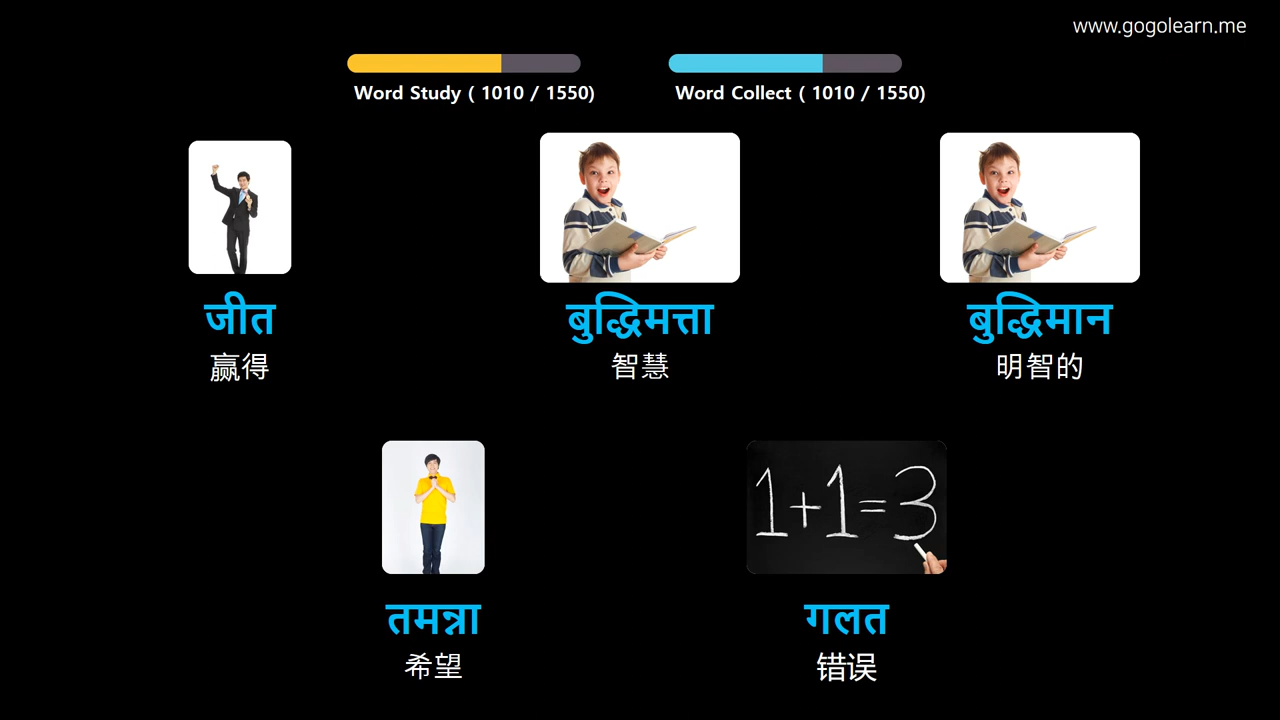 www.gogolearn.me
Word Study ( 1010 / 1550)
Word Collect ( 1010 / 1550)
जीत
赢得
बुद्धिमत्ता
智慧
बुद्धिमान
明智的
1+1=3
तमन्ना
希望
गलत
错误